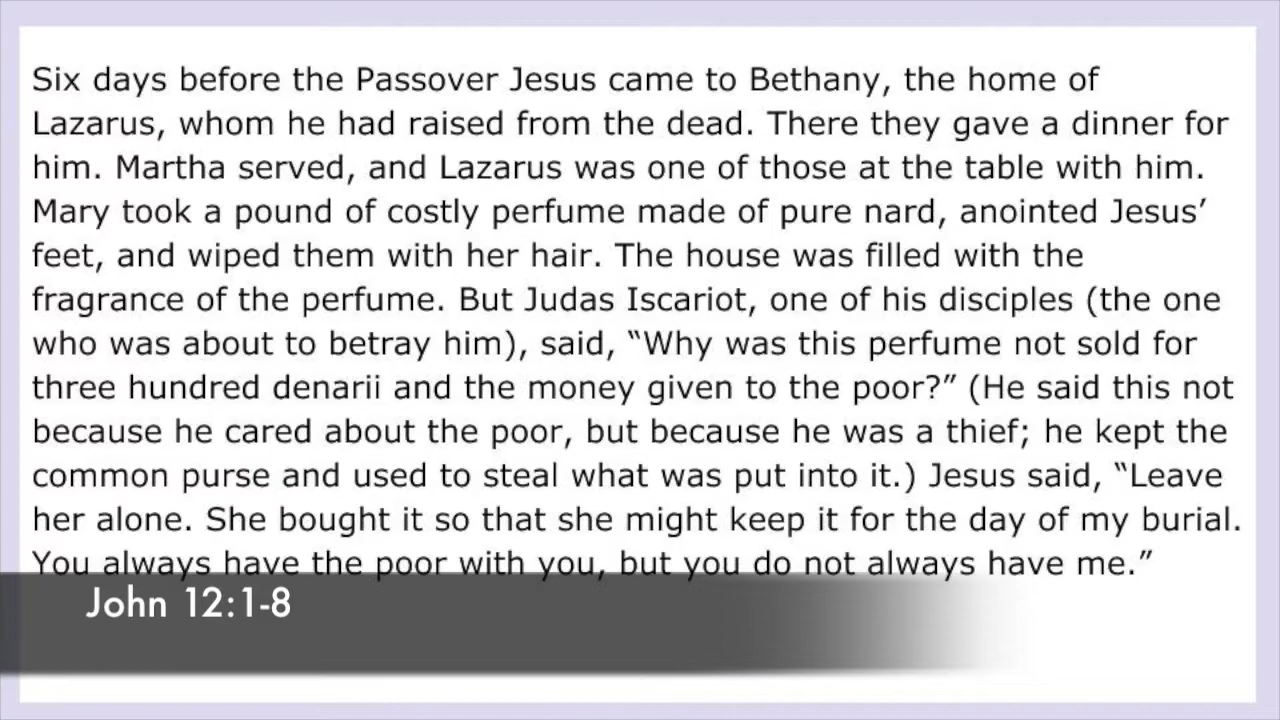 Six days before the Passover Jesus came to Bethany, the home of
Lazarus, whom he had raised from the dead. There they gave a dinner for
him. Martha served, and Lazarus was one of those at the table with him.
Mary took a pound of costly perfume made of pure nard, anointed Jesus’
feet, and wiped them with her hair. The house was filled with the
fragrance of the perfume. But Judas Iscariot, one of his disciples (the one
who was about to betray him), said, “Why was this perfume not sold for
three hundred denarii and the money given to the poor?” (He said this not
because he cared about the poor, but because he was a thief; he kept the
common purse and used to steal what was put into it.) Jesus said, “Leave
her alone. She bought it so that she might keep it for the day of my burial.
You always have the poor with you, but you do not always have me.”
John 12:1-8